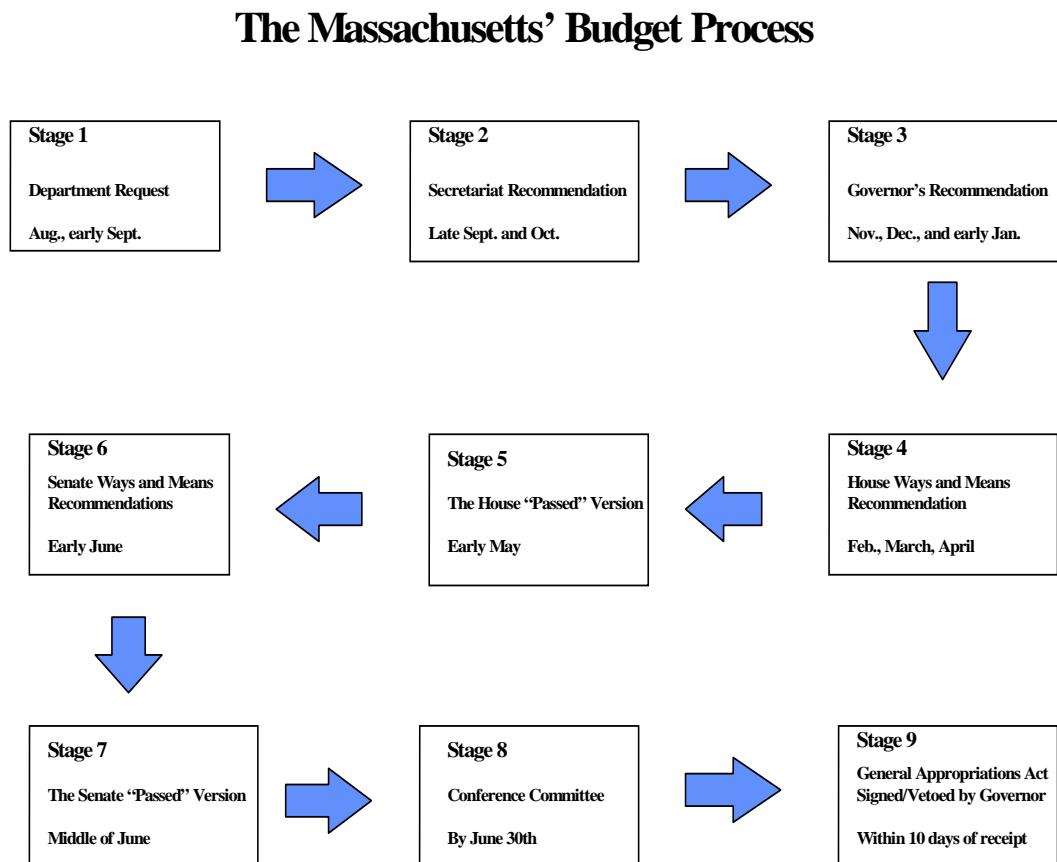 The Massachusetts’ Budget Process
Stage 1
Department Request
Aug., early Sept.
Stage 2
Secretariat Recommendation
Late Sept. and Oct.
Stage 3
Governor’s Recommendation
Nov., Dec., and early Jan.
Stage 4
House Ways and Means
Recommendation
Feb., March, April
Stage 5
The House “Passed” Version
Early May
Stage 6
Senate Ways and Means
Recommendations
Early June
Stage 7
The Senate “Passed” Version
Middle of June
Stage 8
Conference Committee
By June 30th
Stage 9
General Appropriations Act
Signed/Vetoed by Governor
Within 10 days of receipt